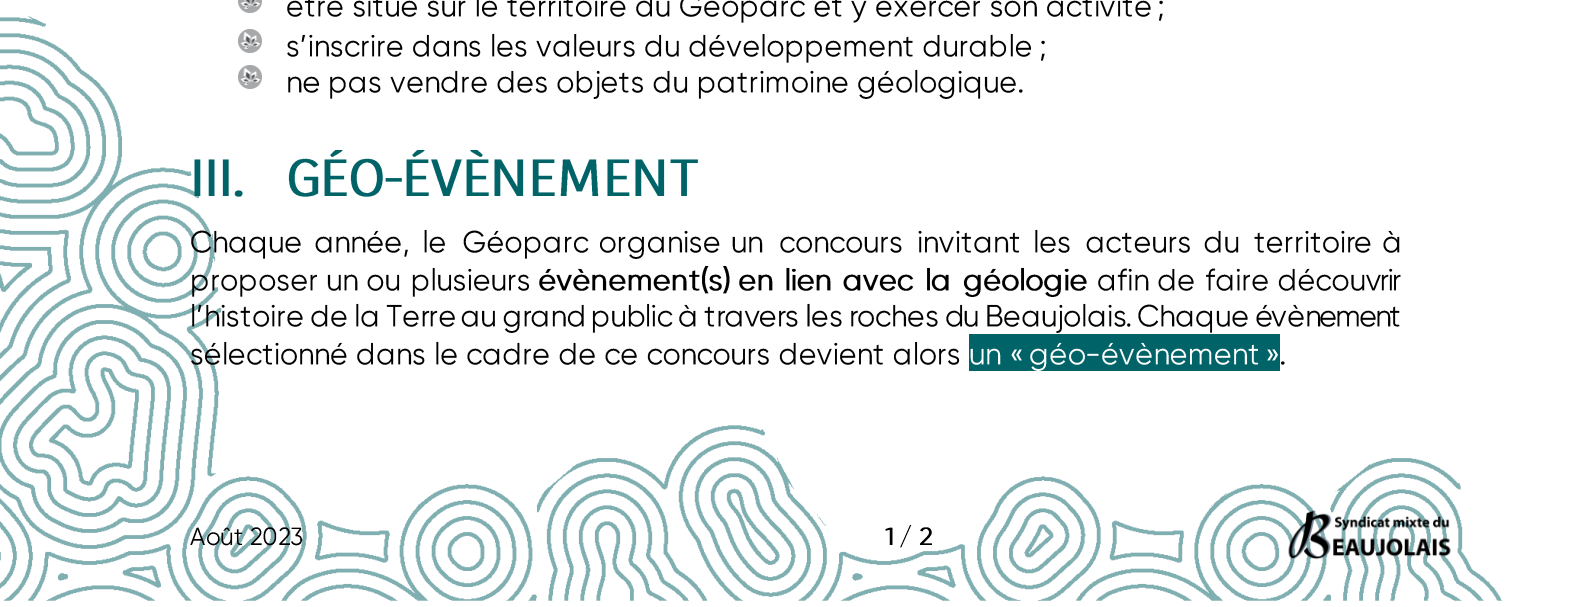 être situé sur le territoire du Géoparc et y exercer son activité ;
s’inscrire dans les valeurs du développement durable ;
ne pas vendre des objets du patrimoine géologique.
III. GÉO-ÉVÈNEMENT
Chaque année, le Géoparc organise un concours invitant les acteurs du territoire à
proposer un ou plusieurs évènement(s) en lien avec la géologie afin de faire découvrir
l’histoire de la Terre au grand public à travers les roches du Beaujolais. Chaque évènement
sélectionné dans le cadre de ce concours devient alors un « géo-évènement ».
Août 2023
1 / 2
Syndicat mixte du
BEAUJOLAIS